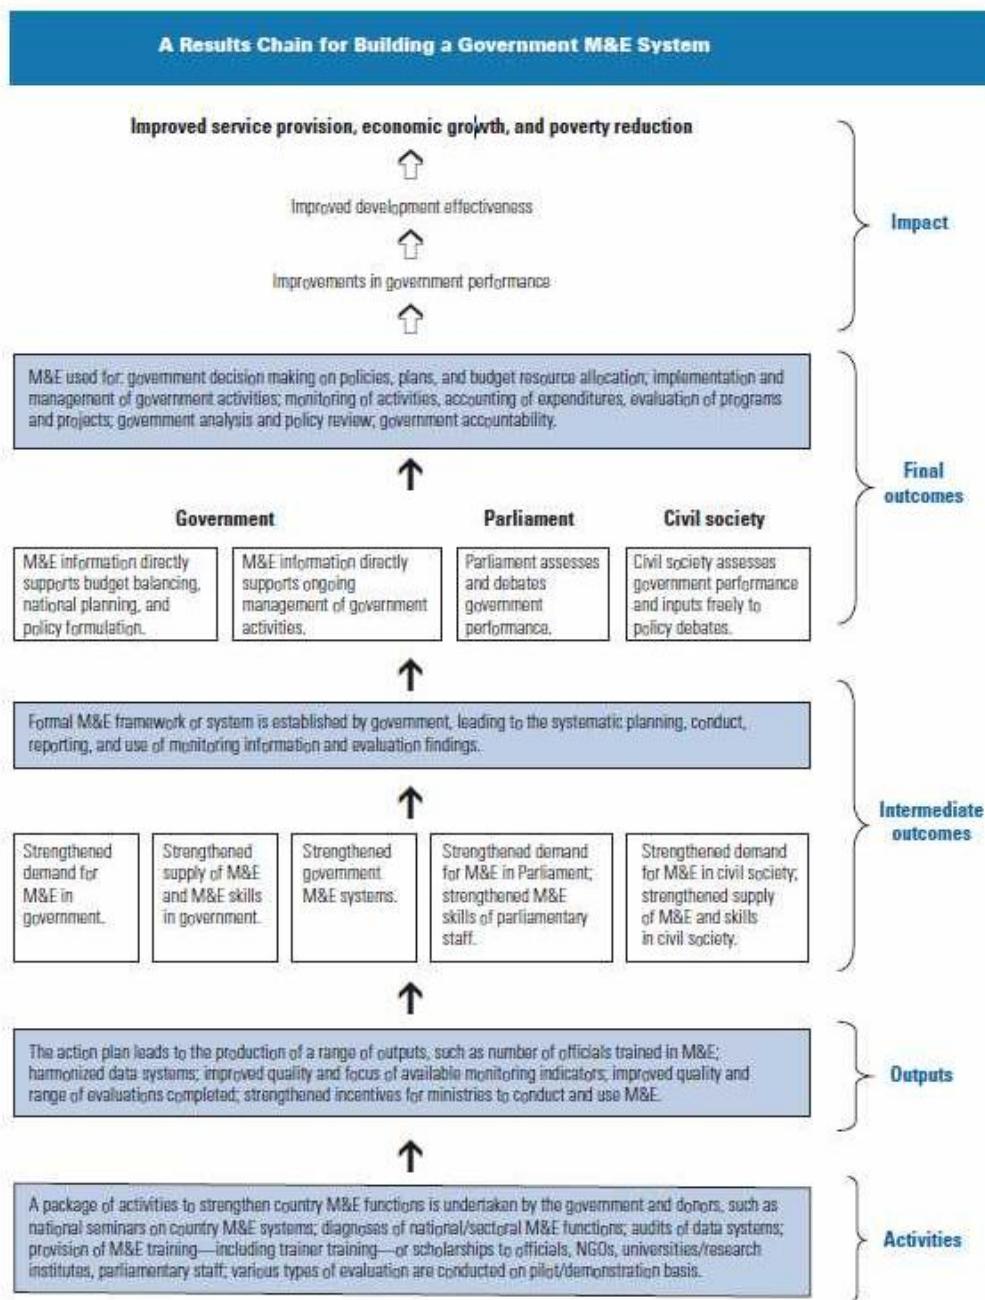 A Results Chain for Building a Government M&E System
Improved service provision, economic growth, and poverty reduction
Improved development effectiveness
Improvements in government performance
Impact
M&E used for: government decision making on policies, plans, and budget resource allocation; implementation and
management of government activities; monitoring of activities, accounting of expenditures, evaluation of programs
and projects; government analysis and policy review; government accountability.
Final
outcomes
Government
Parliament
Civil society
M&E information directly
supports budget balancing,
national planning, and
policy formulation.
M&E information directly
supports ongoing
management of government
activities.
Parliament assesses
and debates
government
performance.
Civil society assesses
government performance
and inputs freely to
policy debates.
Formal M&E framework or system is established by government, leading to the systematic planning, conduct,
reporting, and use of monitoring information and evaluation findings.
Intermediate
outcomes
Strengthened
demand for
M&E in
government.
Strengthened
supply of M&E
and M&E skills
in government.
Strengthened
government
M&E systems.
Strengthened demand
for M&E in Parliament;
strengthened M&E
skills of parliamentary
staff.
Strengthened demand
for M&E in civil society;
strengthened supply
of M&E and skills
in civil society.
The action plan leads to the production of a range of outputs, such as number of officials trained in M&E;
harmonized data systems; improved quality and focus of available monitoring indicators; improved quality and
range of evaluations completed; strengthened incentives for ministries to conduct and use M&E.
Outputs
A package of activities to strengthen country M&E functions is undertaken by the government and donors, such as
national seminars on country M&E systems; diagnoses of national/sectoral M&E functions; audits of data systems;
provision of M&E training—including trainer training—or scholarships to officials, NGOs, universities/research
institutes, parliamentary staff; various types of evaluation are conducted on pilot/demonstration basis.
Activities